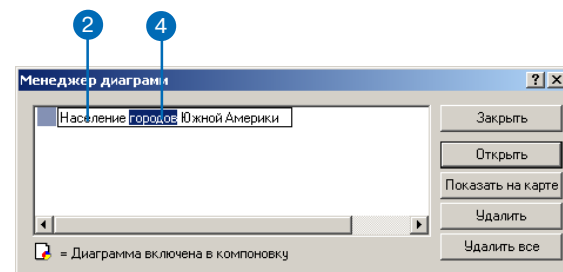 2 4
Менеджер диаграмм
Население городов Южной Америки
Закрыть
Открыть
Показать на карте
Удалить
Удалить все
= Диаграмма включена в компоновку